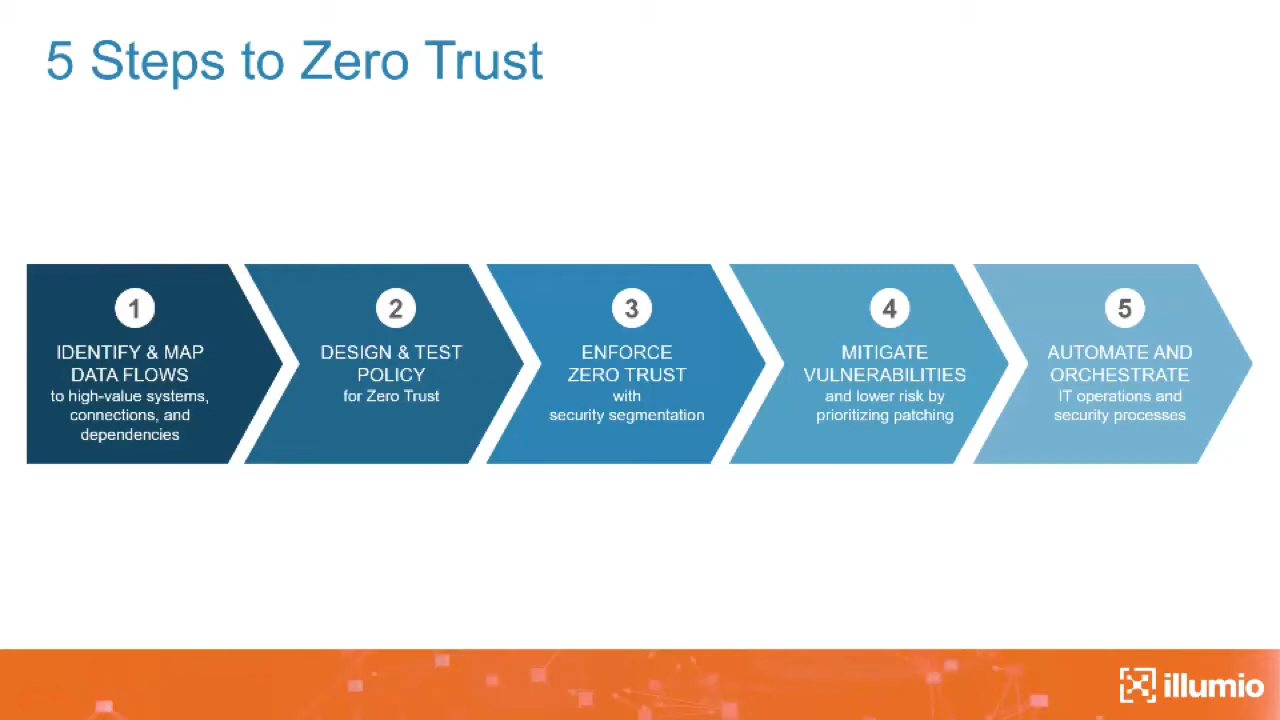 5 Steps to Zero Trust
1
IDENTIFY & MAP
DATA FLOWS
to high-value systems,
connections, and
dependencies
2
DESIGN & TEST
POLICY
for Zero Trust
3
ENFORCE
ZERO TRUST
with
security segmentation
4
MITIGATE
VULNERABILITIES
and lower risk by
prioritizing patching
5
AUTOMATE AND
ORCHESTRATE
IT operations and
security processes
illumio